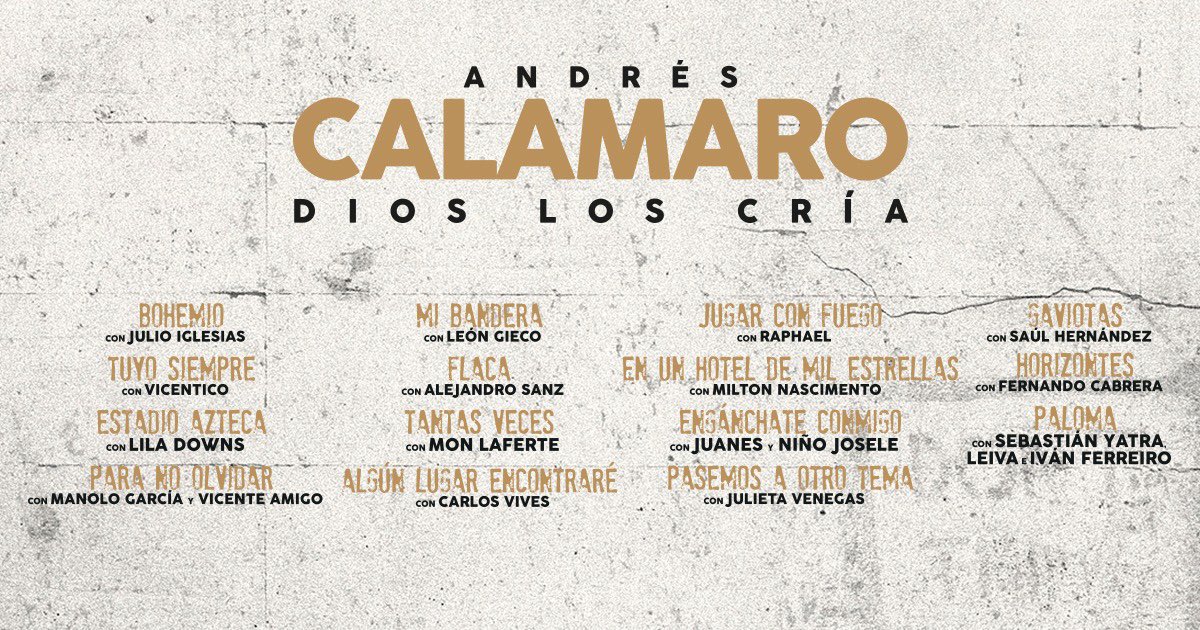 ANDRÉS
CALAMARO
DIOS LOS CRÍA
BOHEMIO
CON JULIO IGLESIAS
TUYO SIEMPRE
CON VICENTICO
ESTADIO AZTECA
CON LILA DOWNS
PARA NO OLVIDAR
CON MANOLO GARCÍA Y VICENTE AMIGO
MI BANDERA
CON LEÓN GIECO
FLACA
CON ALEJANDRO SANZ
TANTAS VECES
CON MON LAFERTE
ALGÚN LUGAR ENCONTRARÉ
CON CARLOS VIVES
JUGAR CON FUEGO
CON RAPHAEL
EN UN HOTEL DE MIL ESTRELLAS
CON MILTON NASCIMENTO
ENGÁNCHATE CONMIGO
CON JUANES Y NIÑO JOSELE
PASEMOS A OTRO TEMA
CON JULIETA VENEGAS
GAVIOTAS
CON SAÚL HERNÁNDEZ
HORIZONTES
CON FERNANDO CABRERA
PALOMA
CON SEBASTIÁN YATRA,
LEIVA E IVÁN FERREIRO